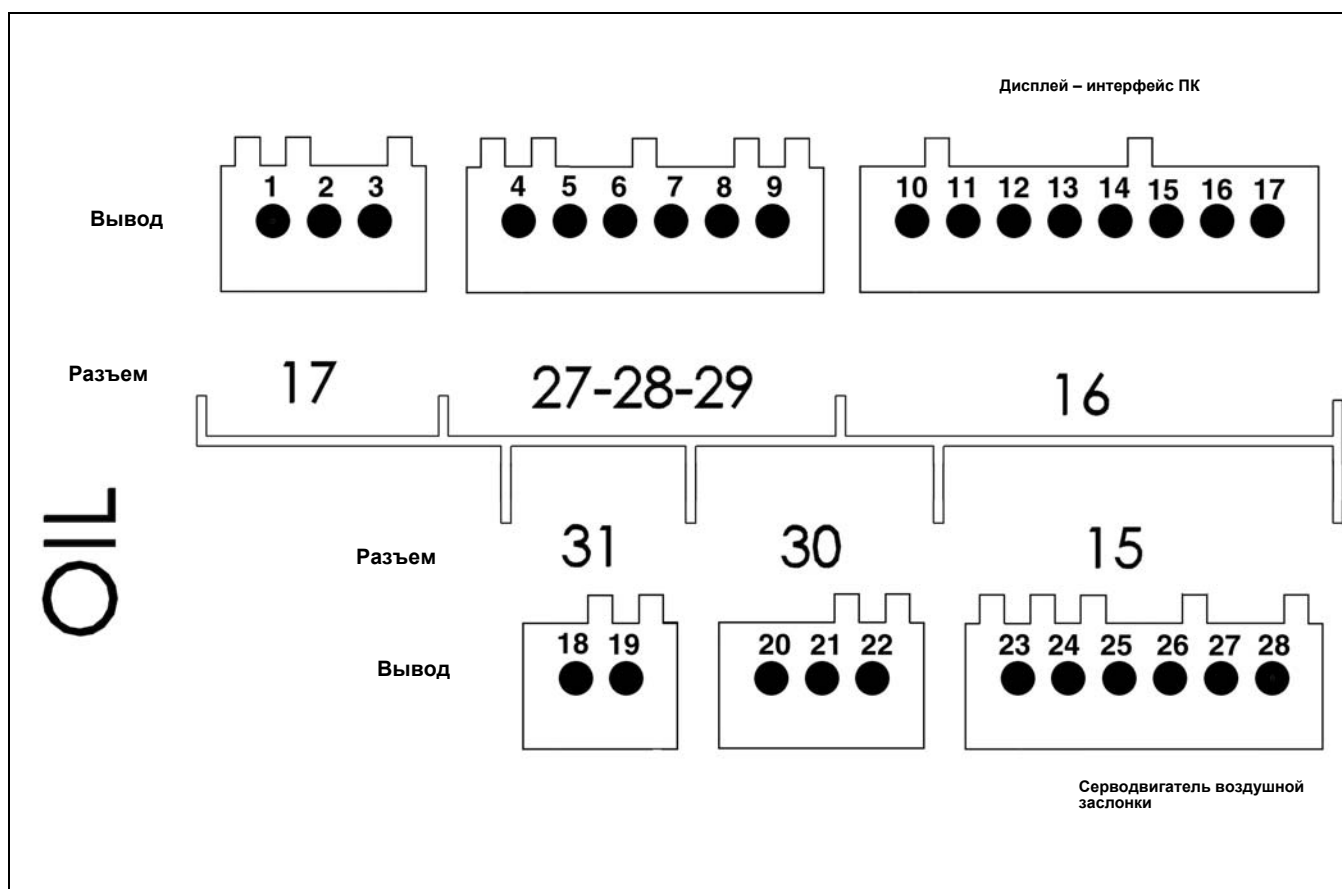 Дисплей – интерфейс ПК
1 2 3 4 5 6 7 8 9 10 11 12 13 14 15 16 17
Вывод
Разъем 17 27-28-29 16
OIL
Разъем 31 30 15
18 19 20 21 22 23 24 25 26 27 28
Вывод
Серводвигатель воздушной
заслонки